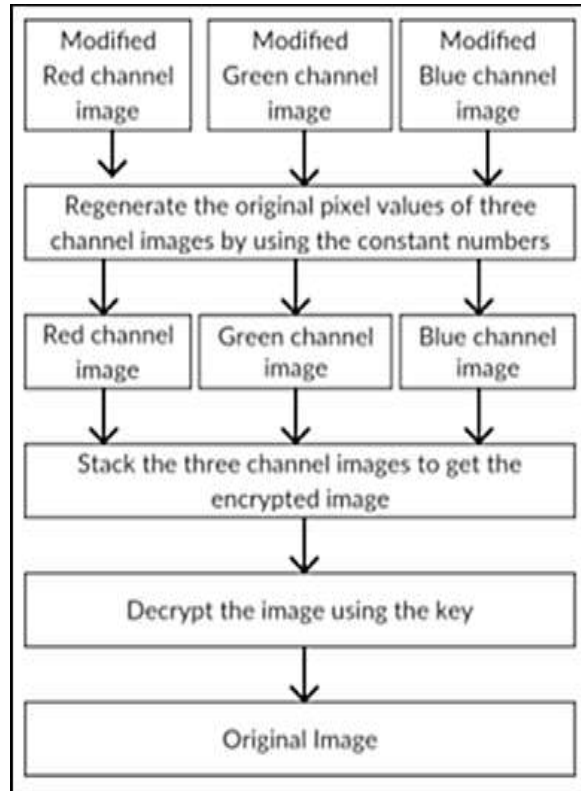 Modified
Red channel
image
Modified
Green channel
image
Modified
Blue channel
image
Regenerate the original pixel values of three
channel images by using the constant numbers
Red channel
image
Green channel
image
Blue channel
image
Stack the three channel images to get the
encrypted image
Decrypt the image using the key
Original Image